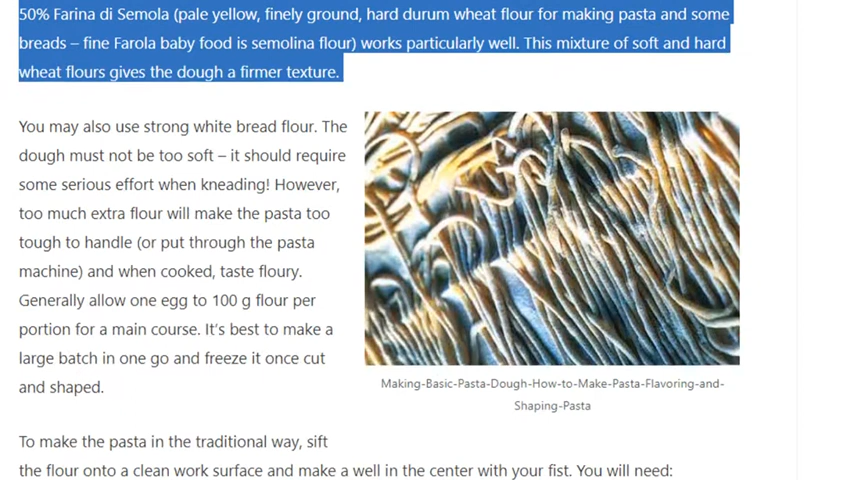 50% Farina di Semola (pale yellow, finely ground, hard durum wheat flour for making pasta and some
breads – fine Farola baby food is semolina flour) works particularly well. This mixture of soft and hard
wheat flours gives the dough a firmer texture.
You may also use strong white bread flour. The
dough must not be too soft – it should require
some serious effort when kneading! However,
too much extra flour will make the pasta too
tough to handle (or put through the pasta
machine) and when cooked, taste floury.
Generally allow one egg to 100 g flour per
portion for a main course. It's best to make a
large batch in one go and freeze it once cut
and shaped.
Making-Basic-Pasta-Dough-How-to-Make-Pasta-Flavoring-and-
Shaping-Pasta
To make the pasta in the traditional way, sift
the flour onto a clean work surface and make a well in the center with your fist. You will need: